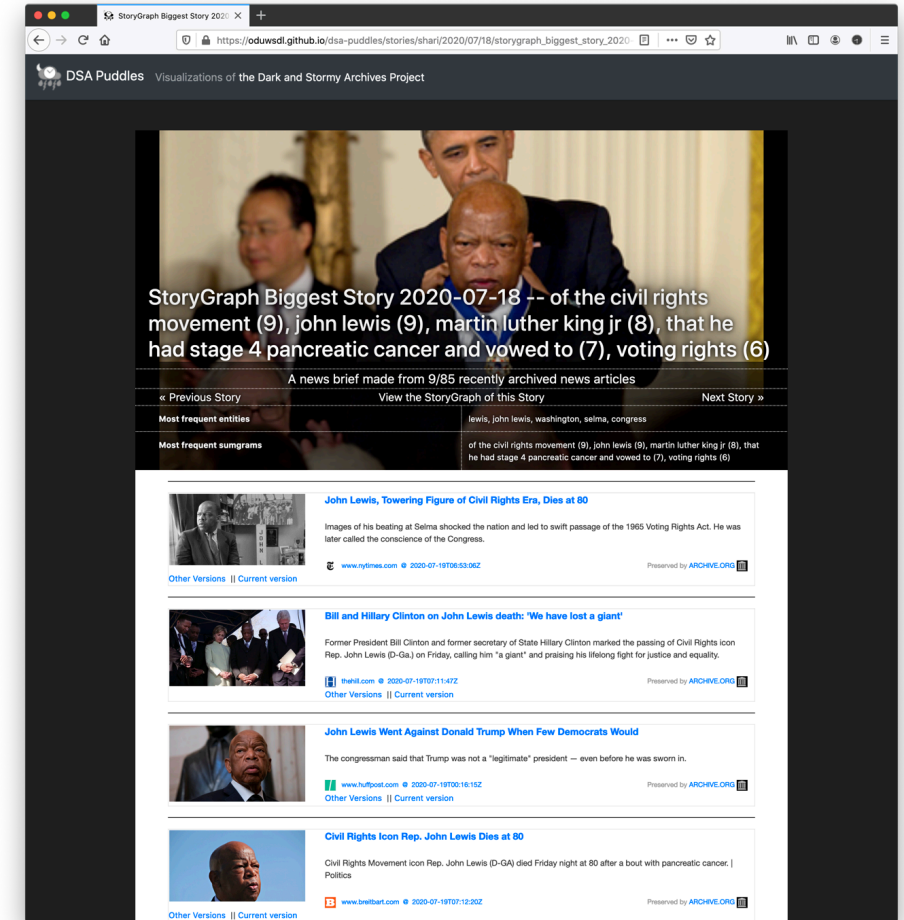 StoryGraph Biggest Story 2020
https://oduwsdl.github.io/dsa-puddles/stories/shari/2020/07/18/storygraph_biggest_story_2020-
DSA Puddles Visualizations of the Dark and Stormy Archives Project
StoryGraph Biggest Story 2020-07-18 -- of the civil rights
movement (9), john lewis (9), martin luther king jr (8), that he
had stage 4 pancreatic cancer and vowed to (7), voting rights (6)
A news brief made from 9/85 recently archived news articles
« Previous Story View the StoryGraph of this Story Next Story »
Most frequent entities lewis, john lewis, washington, selma, congress
Most frequent sumgrams of the civil rights movement (9), john lewis (9), martin luther king jr (8), that
he had stage 4 pancreatic cancer and vowed to (7), voting rights (6)
John Lewis, Towering Figure of Civil Rights Era, Dies at 80
Images of his beating at Selma shocked the nation and led to swift passage of the 1965 Voting Rights Act. He was
later called the conscience of the Congress.
www.nytimes.com @ 2020-07-19T06:53:06Z Preserved by ARCHIVE.ORG
Other Versions || Current version
Bill and Hillary Clinton on John Lewis death: 'We have lost a giant'
Former President Bill Clinton and former secretary of State Hillary Clinton marked the passing of Civil Rights icon
Rep. John Lewis (D-Ga.) on Friday, calling him "a giant" and praising his lifelong fight for justice and equality.
thehill.com @ 2020-07-19T07:11:47Z Preserved by ARCHIVE.ORG
Other Versions || Current version
John Lewis Went Against Donald Trump When Few Democrats Would
The congressman said that Trump was not a "legitimate" president — even before he was sworn in.
www.huffpost.com @ 2020-07-19T00:16:15Z Preserved by ARCHIVE.ORG
Other Versions || Current version
Civil Rights Icon Rep. John Lewis Dies at 80
Civil Rights Movement icon Rep. John Lewis (D-GA) died Friday night at 80 after a bout with pancreatic cancer. |
Politics
www.breitbart.com @ 2020-07-19T07:12:20Z Preserved by ARCHIVE.ORG
Other Versions || Current version